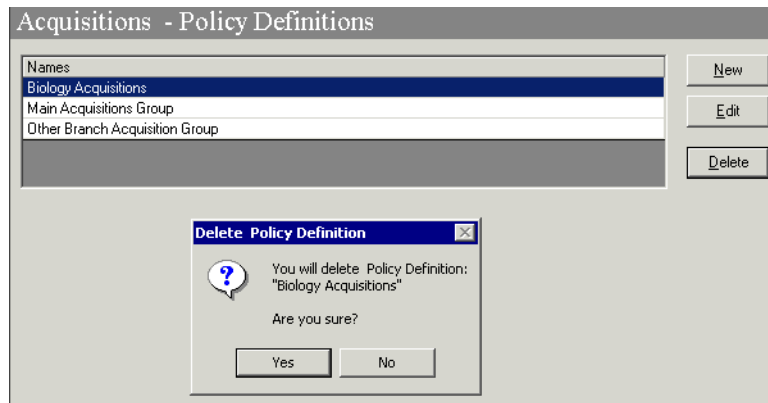 Acquisitions - Policy Definitions
Names
New
Biology Acquisitions
Main Acquisitions Group
Edit
Other Branch Acquisition Group
Delete
Delete Policy Definition
?
You will delete Policy Definition:
"Biology Acquisitions"
Are you sure?
Yes No